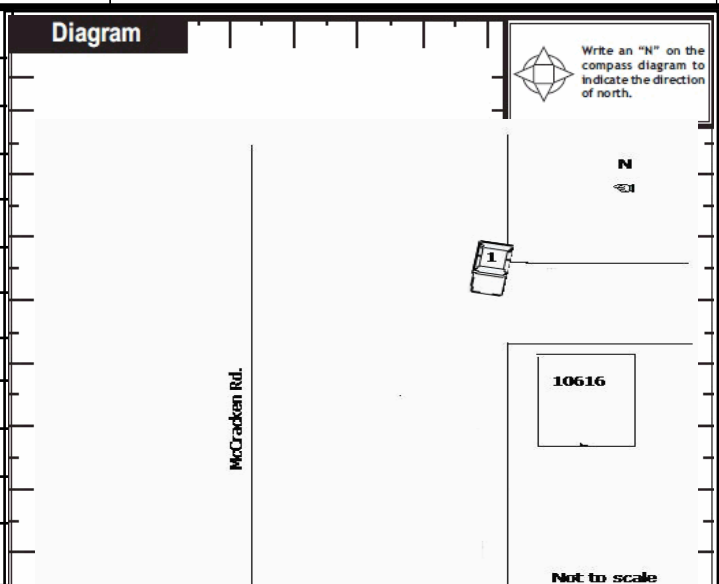 Diagram
Write an "N" on the
compass diagram to
indicate the direction
of north.
N
1
McCracken Rd.
10616
Not to scale